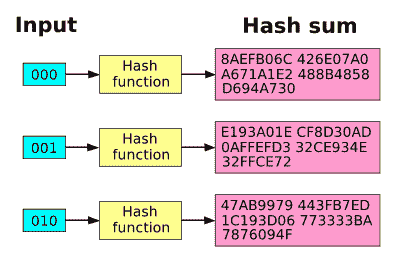 Input
Hash sum
000
Hash
function
8AEFB06C 426E07A0
A671A1E2 488B4858
D694A730
001
Hash
function
E193A01E CF8D30AD
0AFFEFD3 32CE934E
32FFCE72
010
Hash
function
47AB9979 443FB7ED
1C193D06 773333BA
7876094F